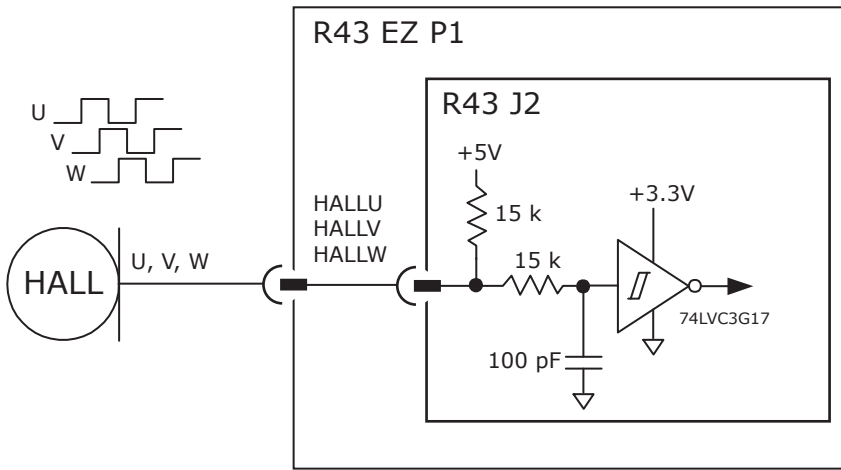 R43 EZ P1
R43 J2
U
V
W
+5V
15 k
+3.3V
HALLU
HALLV
HALLW
HALL
U, V, W
15 k
74LVC3G17
100 pF